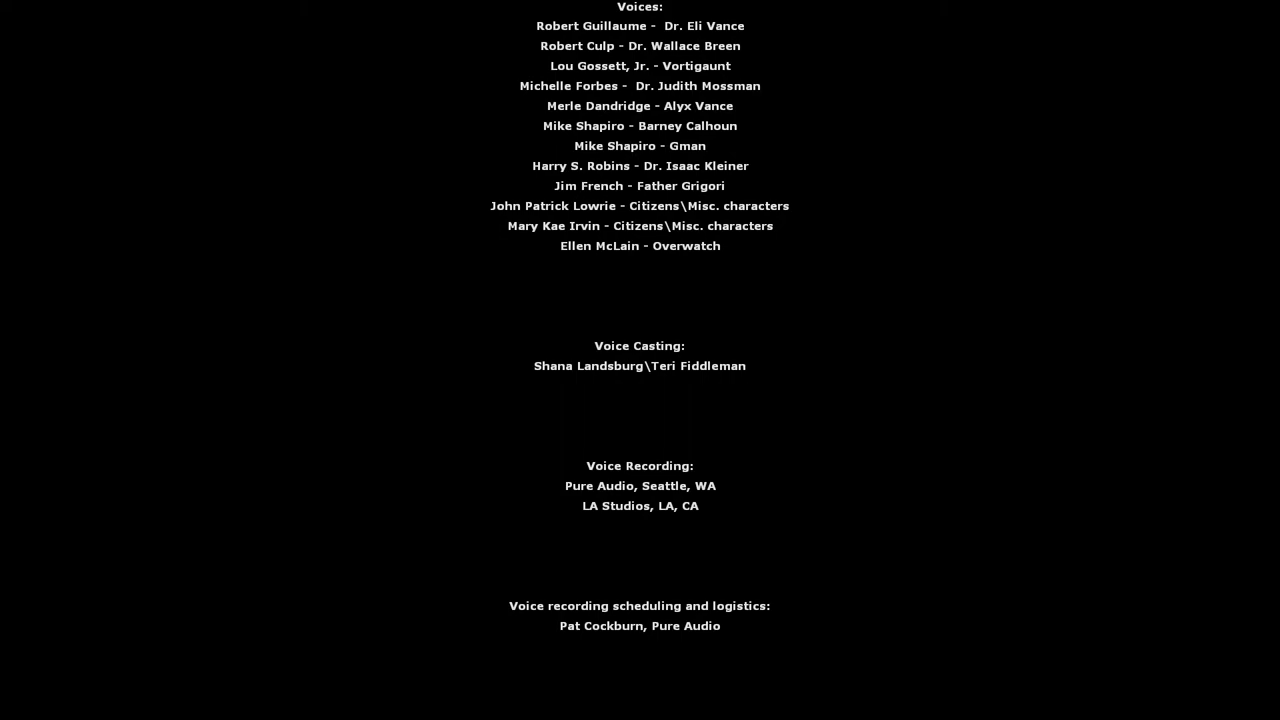 Voices:
Robert Guillaume -  Dr. Eli Vance
Robert Culp - Dr. Wallace Breen
Lou Gossett, Jr. - Vortigaunt
Michelle Forbes -  Dr. Judith Mossman
Merle Dandridge - Alyx Vance
Mike Shapiro - Barney Calhoun
Mike Shapiro - Gman
Harry S. Robins - Dr. Isaac Kleiner
Jim French - Father Grigori
John Patrick Lowrie - Citizens\Misc. characters
Mary Kae Irvin - Citizens\Misc. characters
Ellen McLain - Overwatch
Voice Casting:
Shana Landsburg\Teri Fiddleman
Voice Recording:
Pure Audio, Seattle, WA
LA Studios, LA, CA
Voice recording scheduling and logistics:
Pat Cockburn, Pure Audio